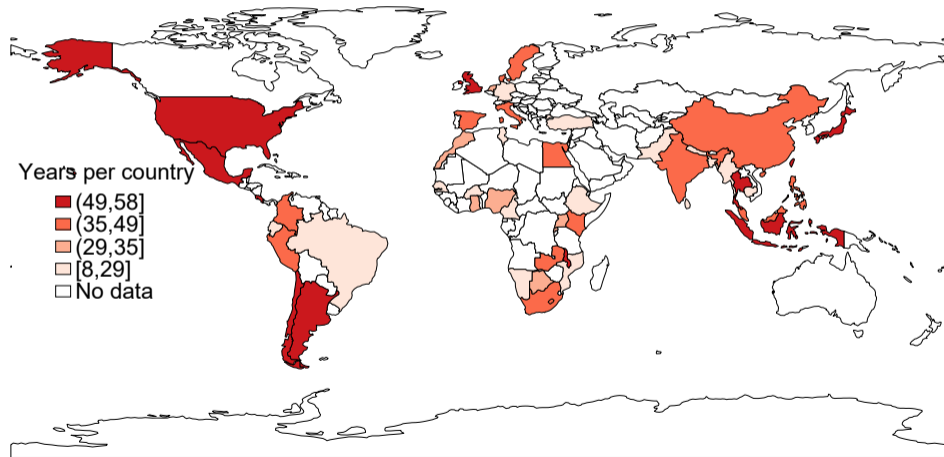 Years per country
(49,58]
(35,49]
(29,35]
[8,29]
No data